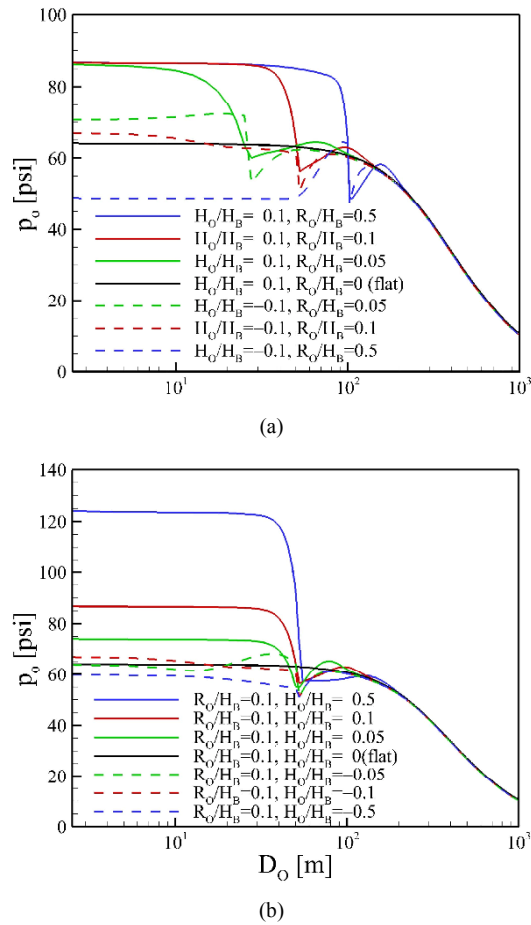 100
80
60
40
20
0
p_o [psi]
H_O/H_B= 0.1, R_O/H_B=0.5
H_O/H_B= 0.1, R_O/H_B=0.1
H_O/H_B= 0.1, R_O/H_B=0.05
H_O/H_B= 0.1, R_O/H_B=0 (flat)
H_O/H_B=−0.1, R_O/H_B=0.05
H_O/H_B=−0.1, R_O/H_B=0.1
H_O/H_B=−0.1, R_O/H_B=0.5
10^1 10^2 10^3
(a)
140
120
100
80
60
40
20
0
p_o [psi]
R_O/H_B=0.1, H_O/H_B= 0.5
R_O/H_B=0.1, H_O/H_B= 0.1
R_O/H_B=0.1, H_O/H_B= 0.05
R_O/H_B=0.1, H_O/H_B= 0(flat)
R_O/H_B=0.1, H_O/H_B=−0.05
R_O/H_B=0.1, H_O/H_B=−0.1
R_O/H_B=0.1, H_O/H_B=−0.5
10^1 10^2 10^3
D_O [m]
(b)